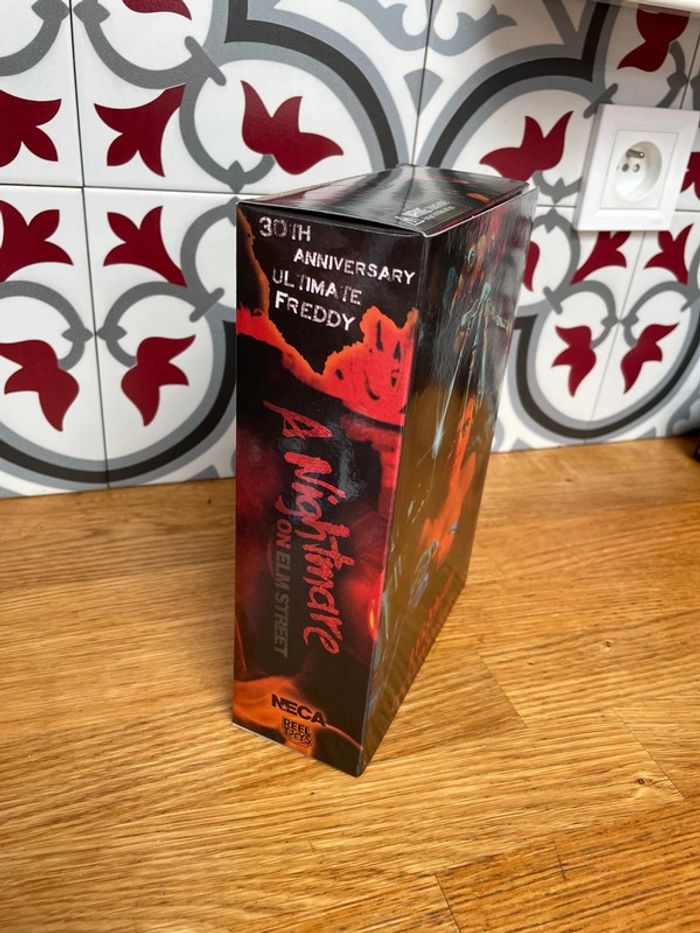 30TH
ANNIVERSARY
ULTIMATE
FREDDY
A Nightmare
ON ELM STREET
NECA
REEL
TOYS